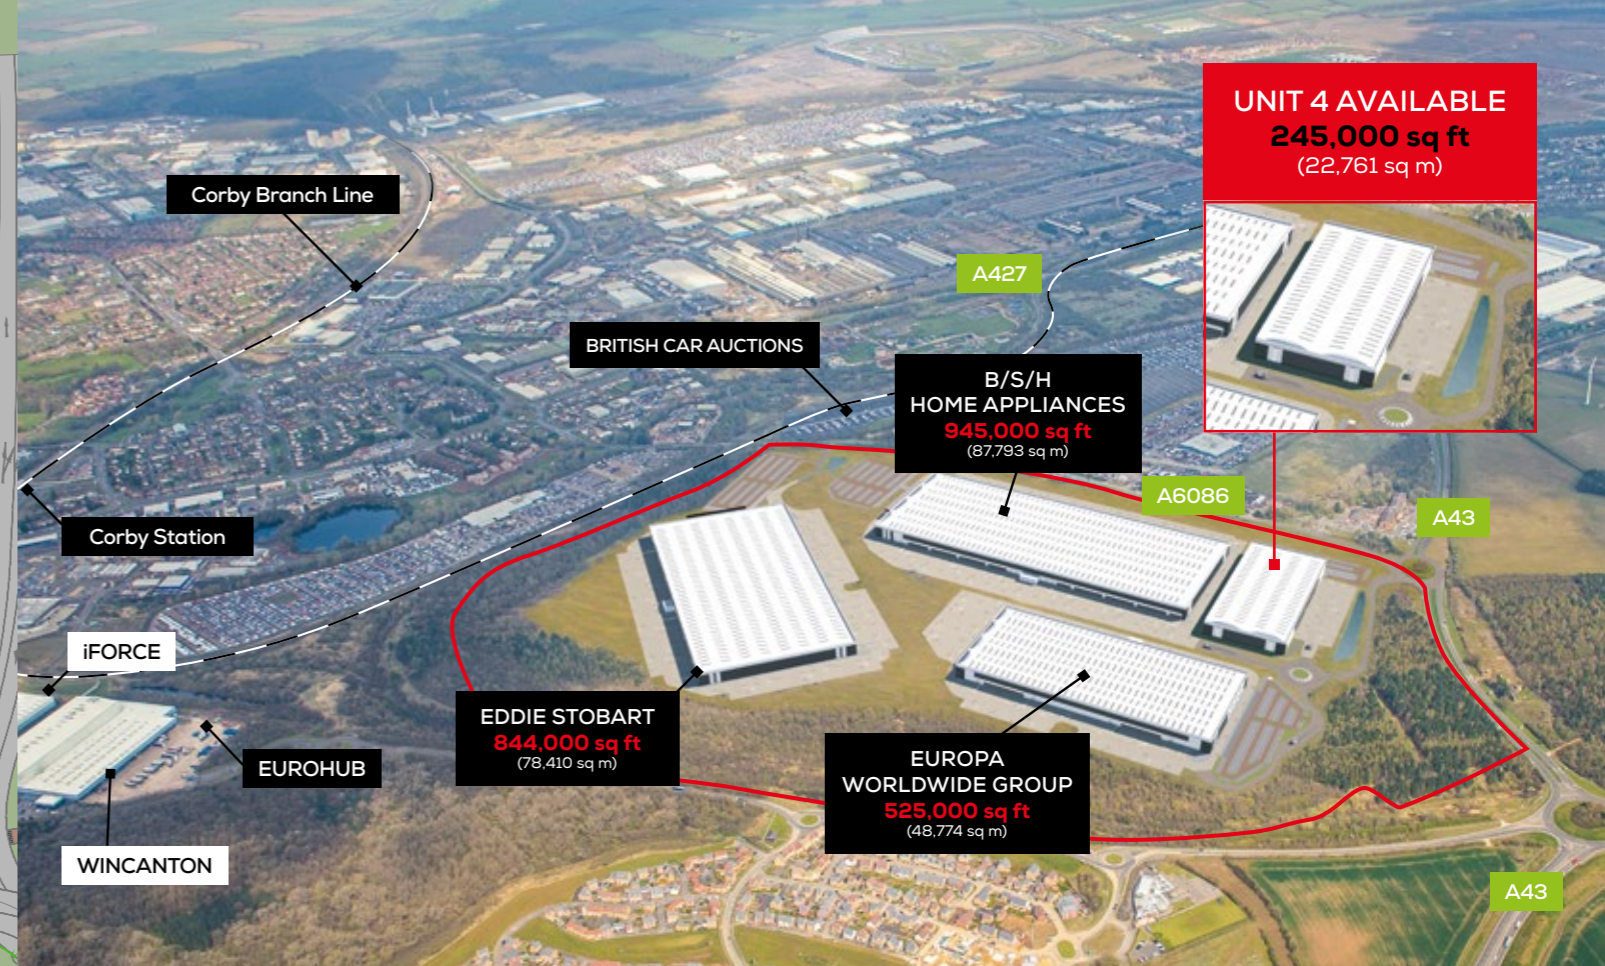 UNIT 4 AVAILABLE
245,000 sq ft
(22,761 sq m)
Corby Branch Line
A427
BRITISH CAR AUCTIONS
B/S/H
HOME APPLIANCES
945,000 sq ft
(87,793 sq m)
A6086
A43
Corby Station
iFORCE
EDDIE STOBART
844,000 sq ft
(78,410 sq m)
EUROHUB
EUROPA
WORLDWIDE GROUP
525,000 sq ft
(48,774 sq m)
WINCANTON
A43